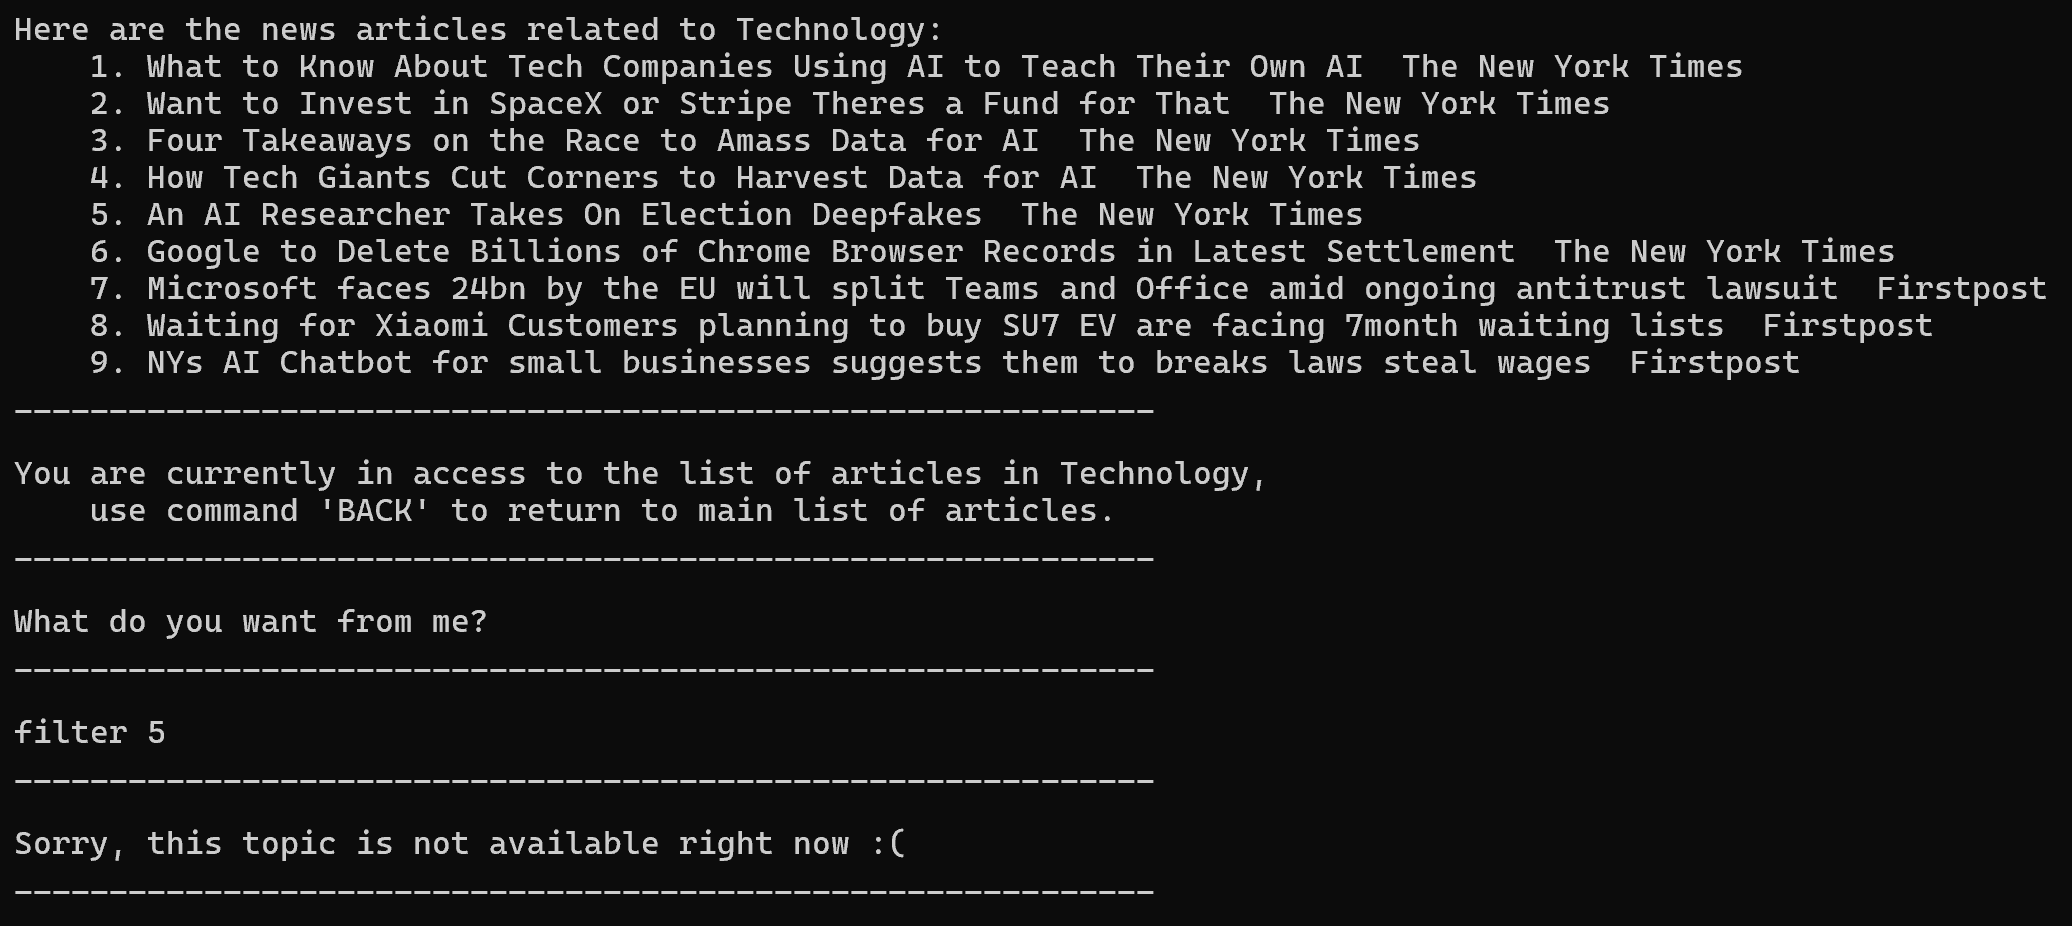 Here are the news articles related to Technology:
    1. What to Know About Tech Companies Using AI to Teach Their Own AI  The New York Times
    2. Want to Invest in SpaceX or Stripe Theres a Fund for That  The New York Times
    3. Four Takeaways on the Race to Amass Data for AI  The New York Times
    4. How Tech Giants Cut Corners to Harvest Data for AI  The New York Times
    5. An AI Researcher Takes On Election Deepfakes  The New York Times
    6. Google to Delete Billions of Chrome Browser Records in Latest Settlement  The New York Times
    7. Microsoft faces 24bn by the EU will split Teams and Office amid ongoing antitrust lawsuit  Firstpost
    8. Waiting for Xiaomi Customers planning to buy SU7 EV are facing 7month waiting lists  Firstpost
    9. NYs AI Chatbot for small businesses suggests them to breaks laws steal wages  Firstpost
____________________________________________________________
You are currently in access to the list of articles in Technology,
    use command 'BACK' to return to main list of articles.
____________________________________________________________
What do you want from me?
____________________________________________________________
filter 5
____________________________________________________________
Sorry, this topic is not available right now :(
____________________________________________________________